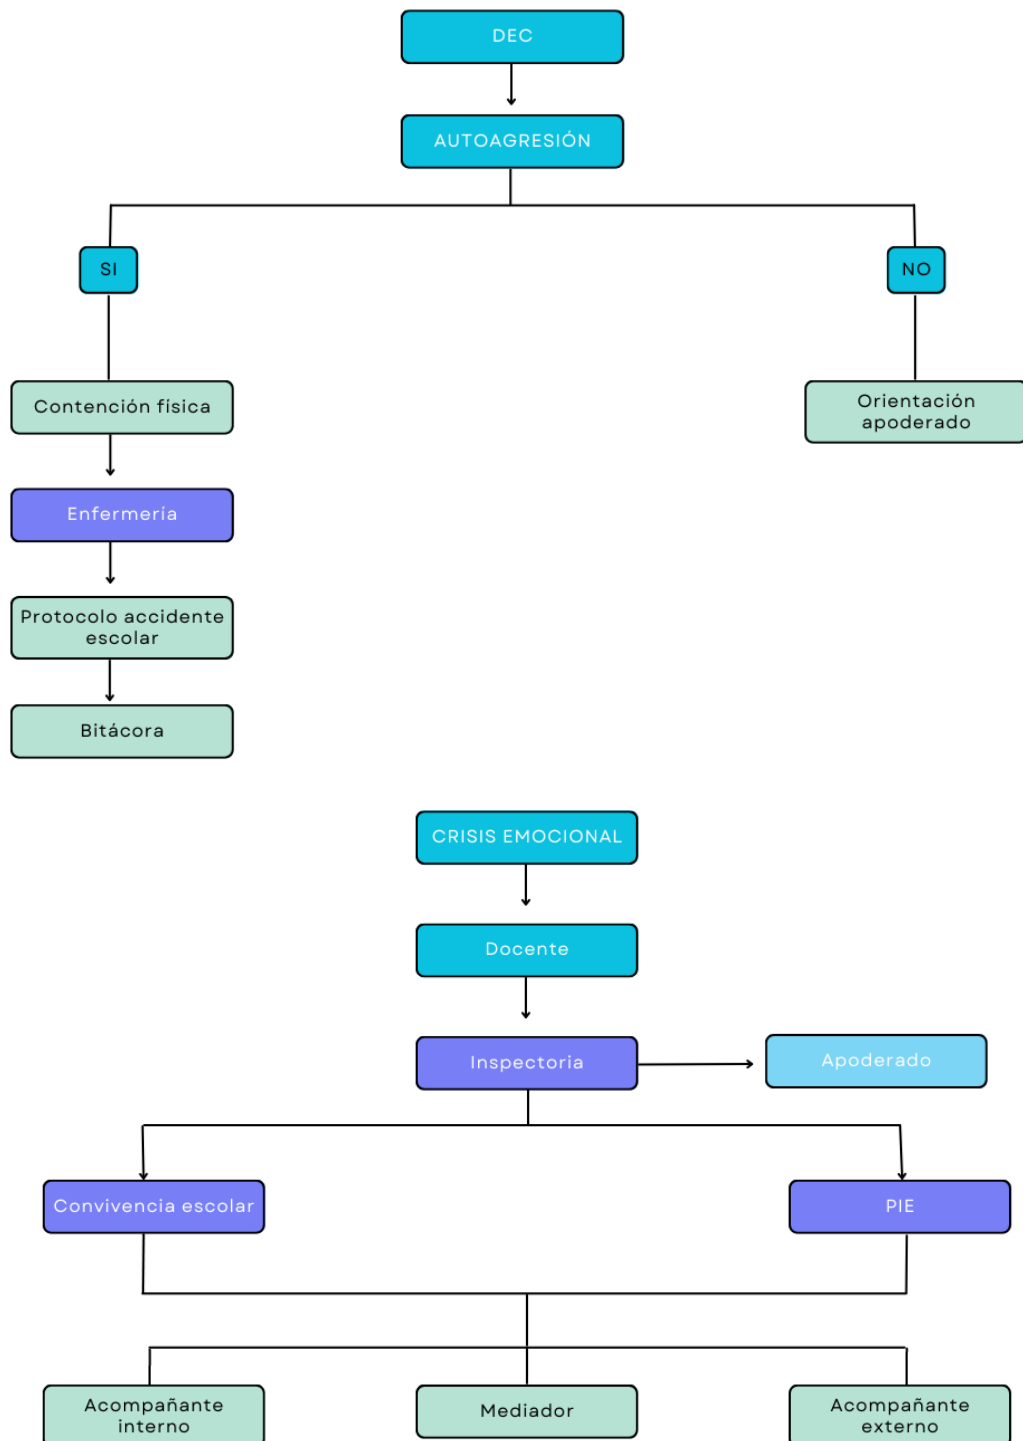 DEC
AUTOAGRESIÓN
SI
NO
Contención física
Orientación
apoderado
Enfermería
Protocolo accidente
escolar
Bitácora
CRISIS EMOCIONAL
Docente
Inspectoria
Apoderado
Convivencia escolar
PIE
Acompañante
interno
Mediador
Acompañante
externo